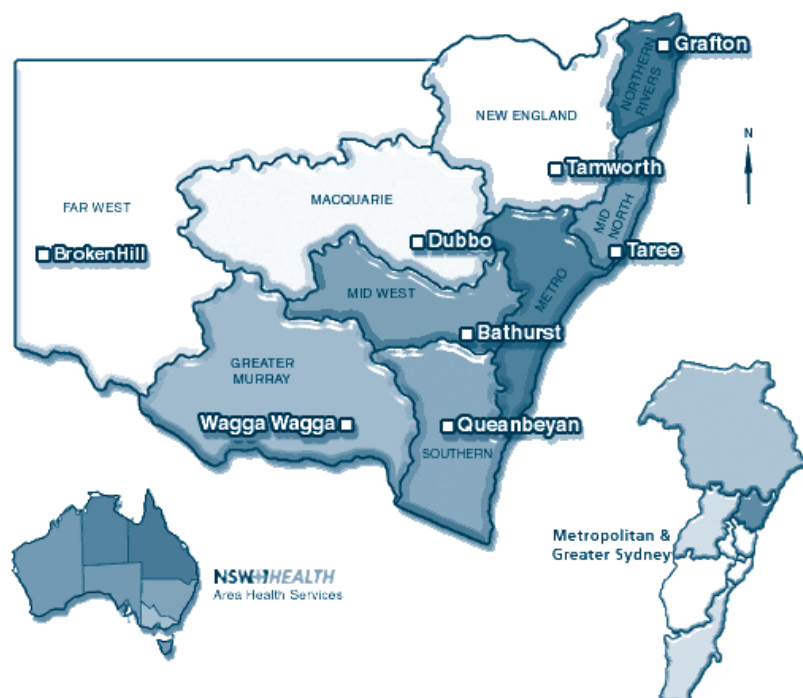 Grafton
NORTHERN
RIVERS
NEW ENGLAND
N
Tamworth
MACQUARIE
FAR WEST
MID
NORTH
Dubbo
Taree
BrokenHill
METRO
MID WEST
Bathurst
GREATER
MURRAY
Wagga Wagga
Queanbeyan
SOUTHERN
Metropolitan &
Greater Sydney
NSW HEALTH
Area Health Services